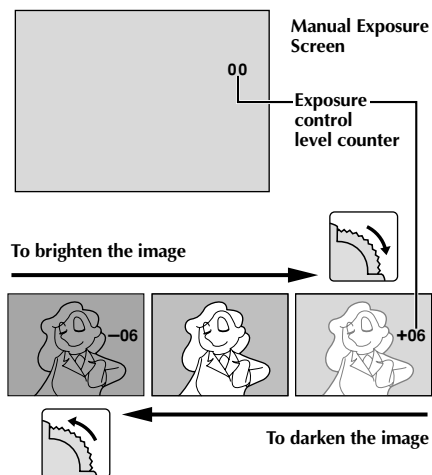 Manual Exposure
Screen
00
Exposure
control
level counter
To brighten the image
–06
+06
To darken the image